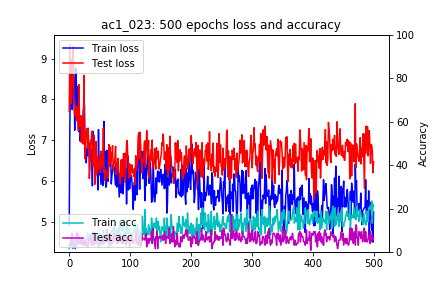 ac1_023: 500 epochs loss and accuracy
Train loss
Test loss
Train acc
Test acc
Loss
9
8
7
6
5
Accuracy
100
80
60
40
20
0
0 100 200 300 400 500